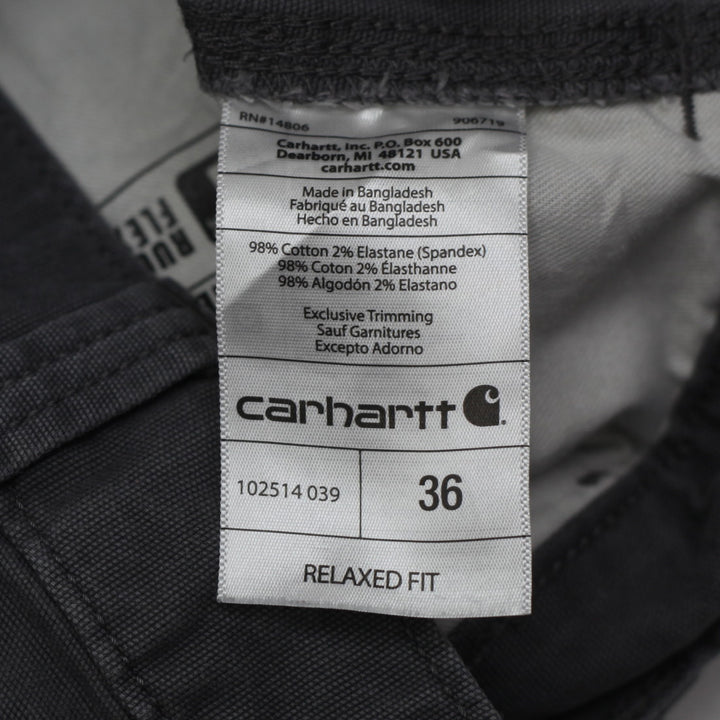 RN#14806 906719
Carhartt, Inc. P.O. Box 600
Dearborn, MI 48121 USA
carhartt.com
Made in Bangladesh
Fabriqué au Bangladesh
Hecho en Bangladesh
98% Cotton 2% Elastane (Spandex)
98% Coton 2% Élasthanne
98% Algodón 2% Elastano
Exclusive Trimming
Sauf Garnitures
Excepto Adorno
carhartt
102514 039
36
RELAXED FIT